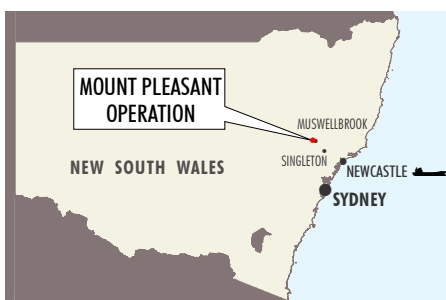 MOUNT PLEASANT
OPERATION
MUSWELLBROOK
SINGLETON
NEWCASTLE
NEW SOUTH WALES
SYDNEY